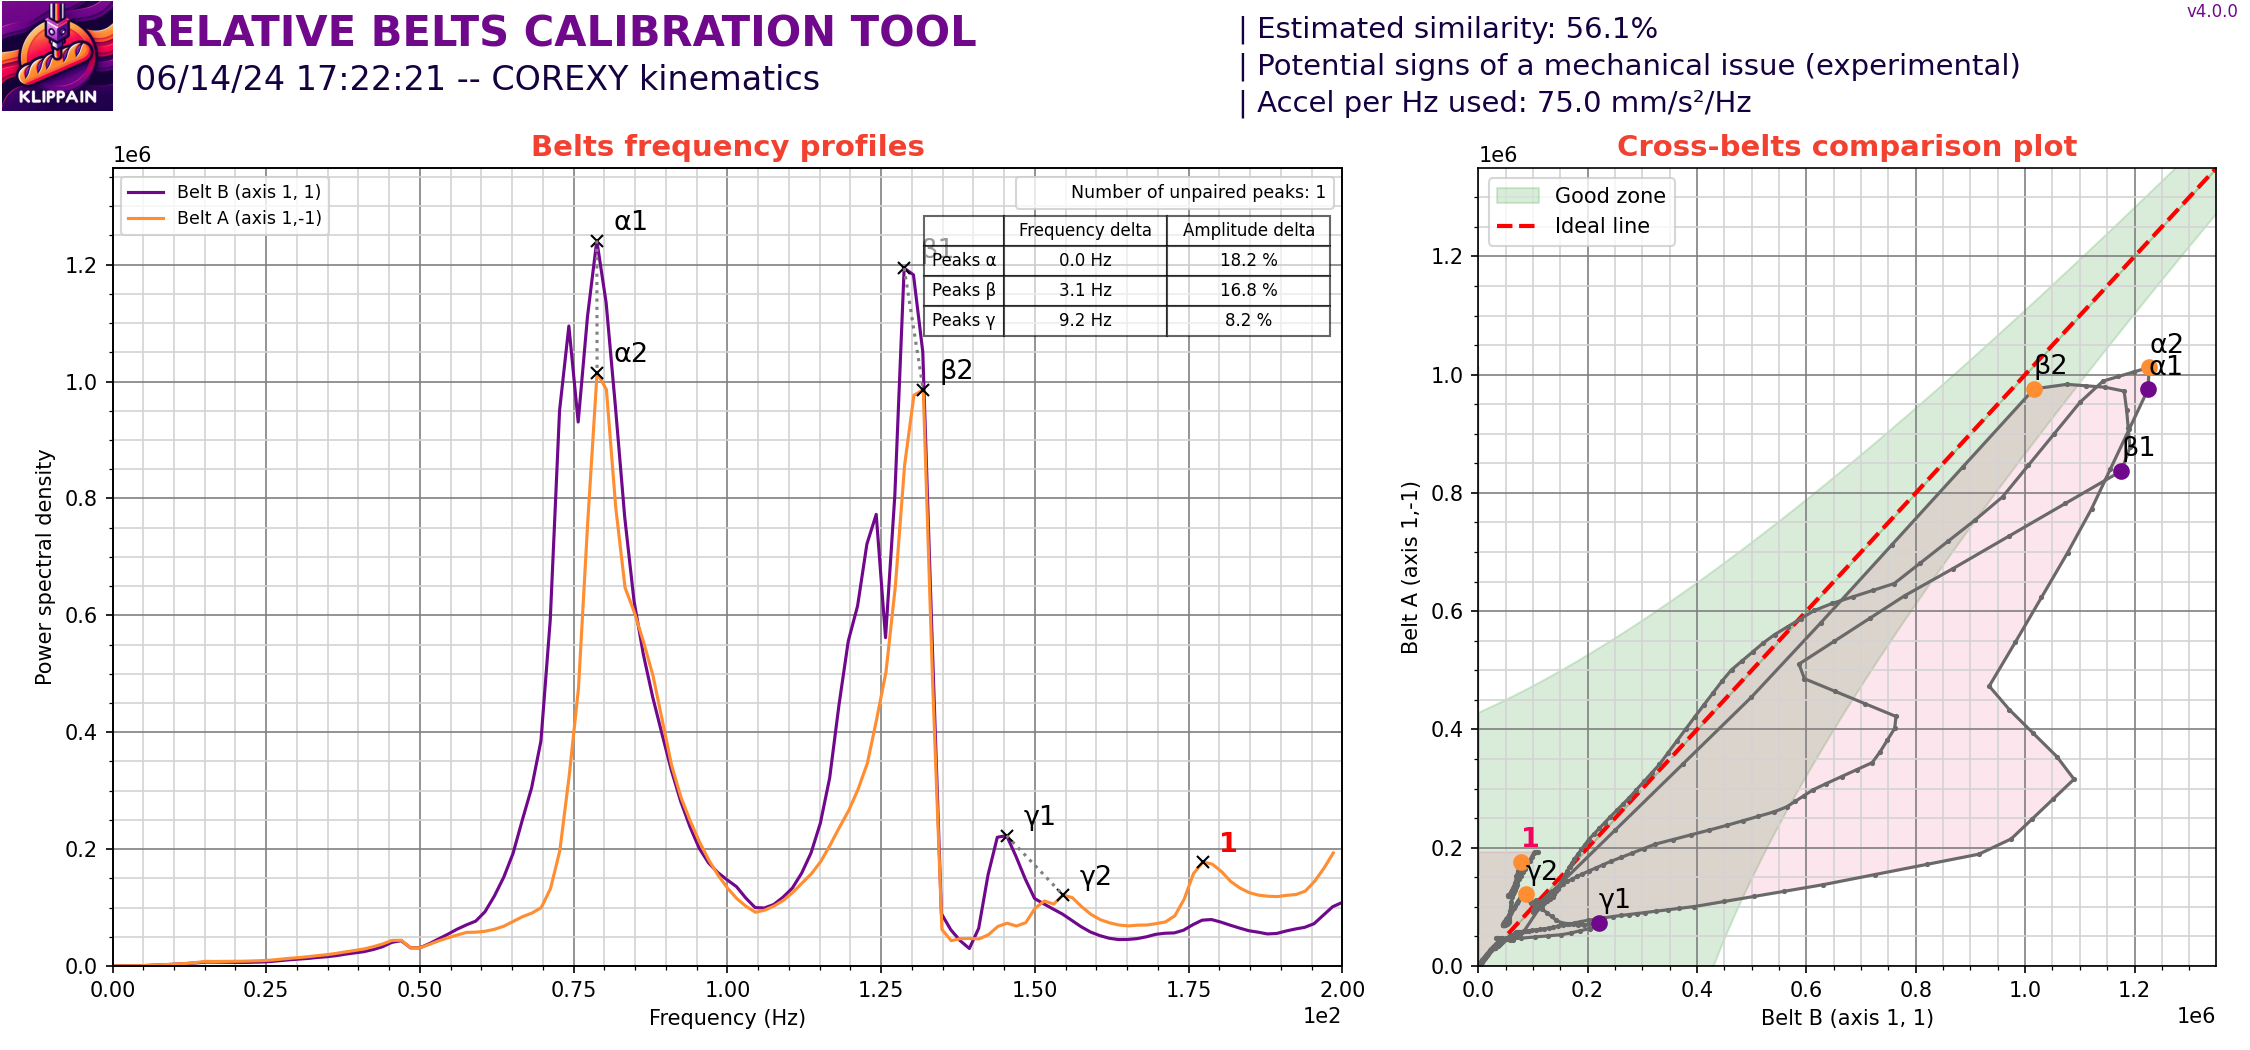 KLIPPAIN
RELATIVE BELTS CALIBRATION TOOL
06/14/24 17:22:21 -- COREXY kinematics
| Estimated similarity: 56.1%
| Potential signs of a mechanical issue (experimental)
| Accel per Hz used: 75.0 mm/s²/Hz
v4.0.0
Belts frequency profiles
1e6
Belt B (axis 1, 1)
Belt A (axis 1,-1)
Number of unpaired peaks: 1
Frequency delta Amplitude delta
Peaks α 0.0 Hz 18.2 %
Peaks β 3.1 Hz 16.8 %
Peaks γ 9.2 Hz 8.2 %
α1
α2
β1
β2
γ1
γ2
1
Power spectral density
1.2
1.0
0.8
0.6
0.4
0.2
0.0
0.00 0.25 0.50 0.75 1.00 1.25 1.50 1.75 2.00
Frequency (Hz)
1e2
Cross-belts comparison plot
1e6
Good zone
Ideal line
α2
α1
β2
β1
1
γ2
γ1
Belt A (axis 1,-1)
1.2
1.0
0.8
0.6
0.4
0.2
0.0
0.0 0.2 0.4 0.6 0.8 1.0 1.2
Belt B (axis 1, 1)
1e6